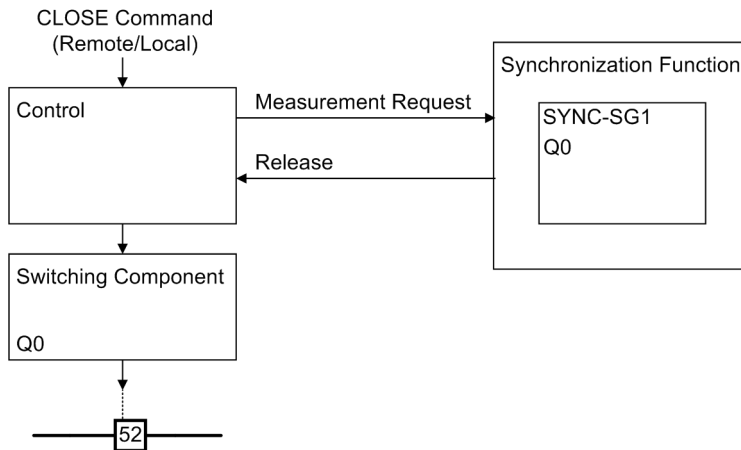 CLOSE Command
(Remote/Local)
Control
Measurement Request
Release
Synchronization Function
SYNC-SG1
Q0
Switching Component
Q0
52